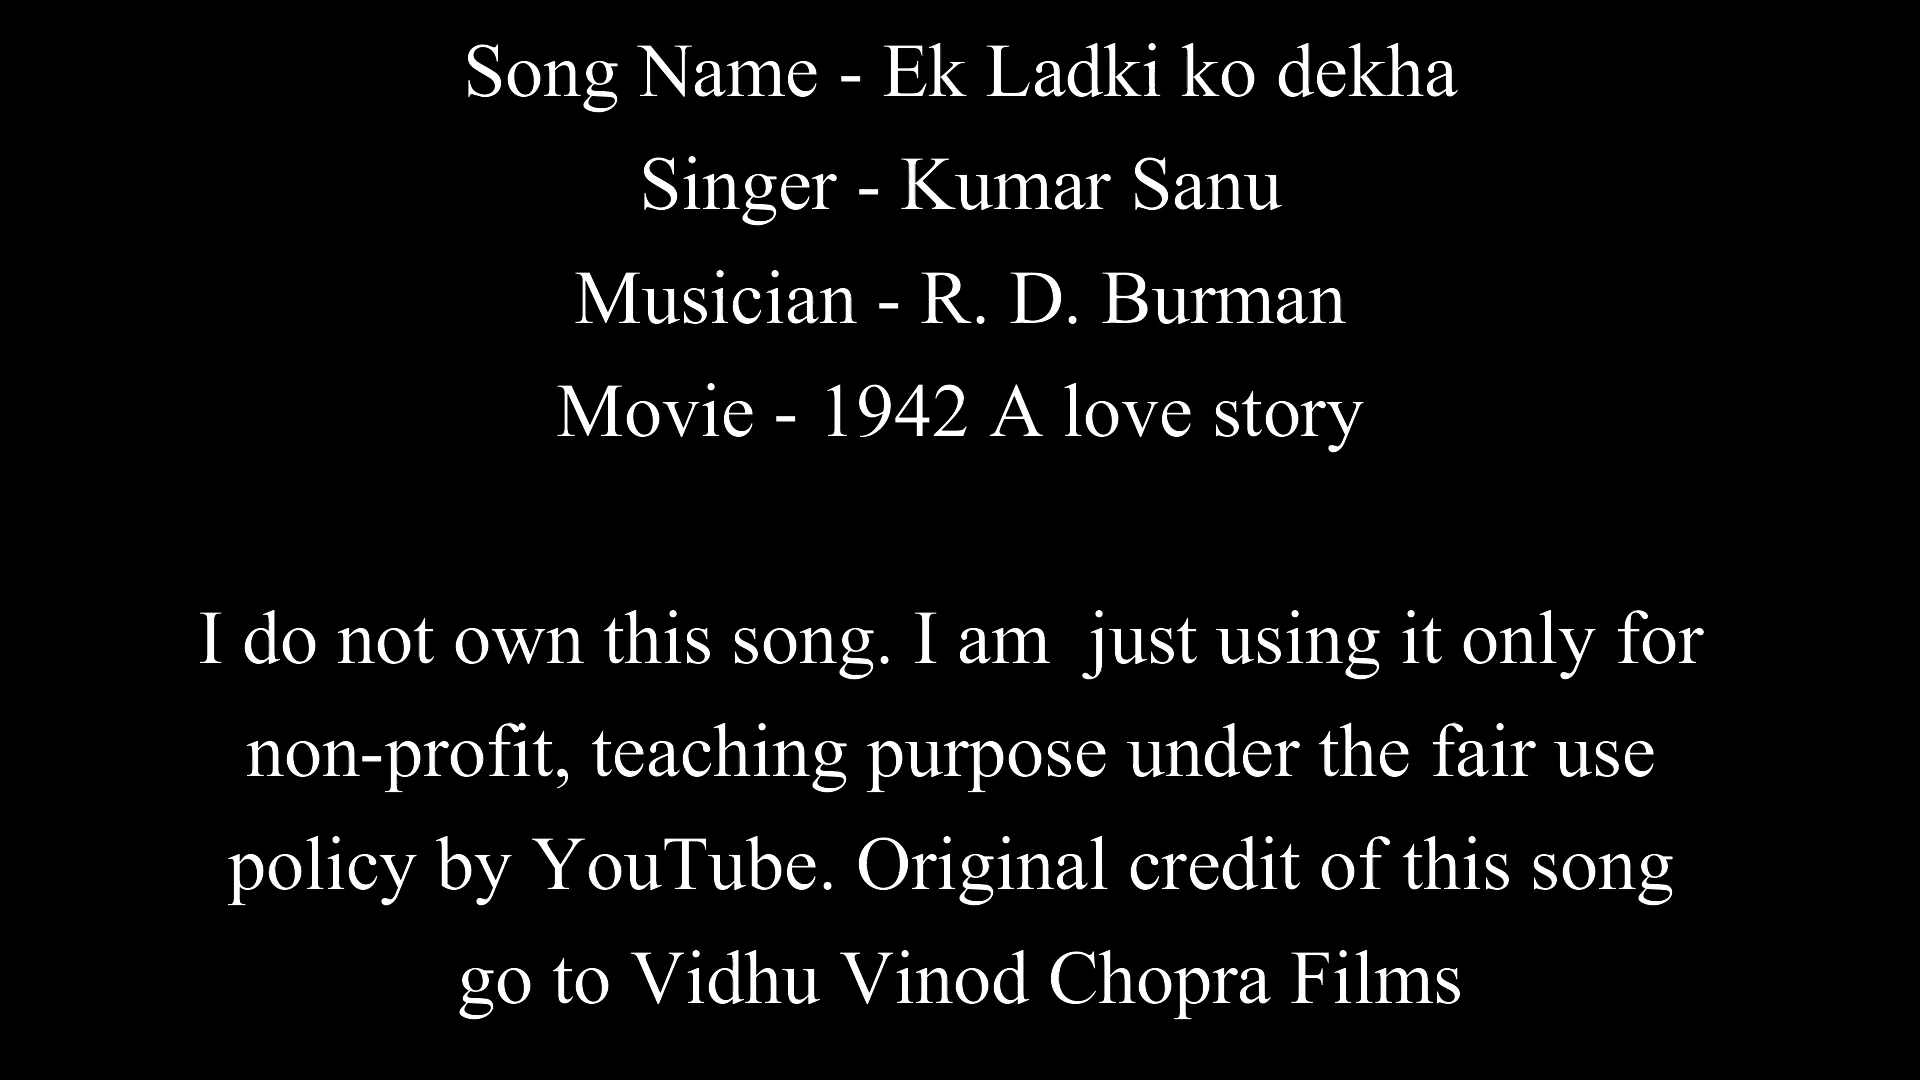 Song Name - Ek Ladki ko dekha
Singer - Kumar Sanu
Musician - R. D. Burman
Movie - 1942 A love story
I do not own this song. I am  just using it only for
non-profit, teaching purpose under the fair use
policy by YouTube. Original credit of this song
go to Vidhu Vinod Chopra Films